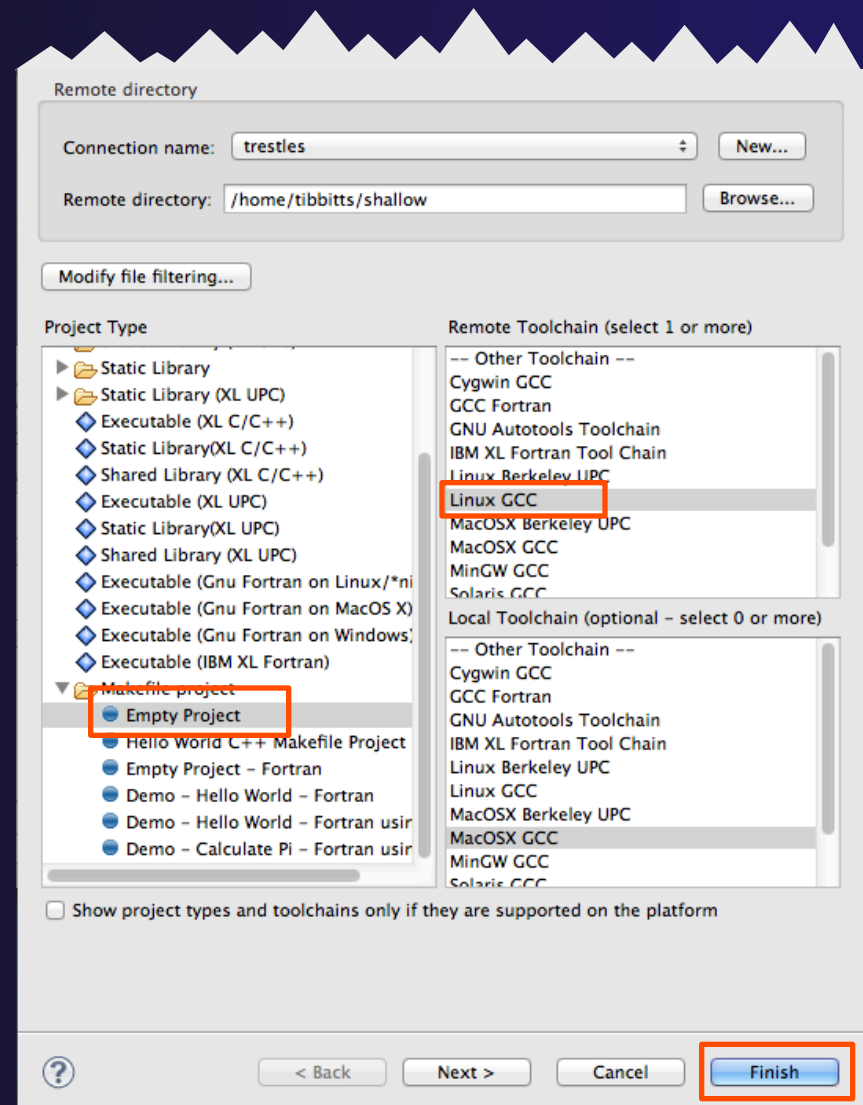 Remote directory
Connection name: trestles New...
Remote directory: /home/tibbitts/shallow Browse...
Modify file filtering...
Project Type
Static Library
Static Library (XL UPC)
Executable (XL C/C++)
Static Library(XL C/C++)
Shared Library (XL C/C++)
Executable (XL UPC)
Static Library(XL UPC)
Shared Library (XL UPC)
Executable (Gnu Fortran on Linux/*ni
Executable (Gnu Fortran on MacOS X)
Executable (Gnu Fortran on Windows)
Executable (IBM XL Fortran)
Makefile project
Empty Project
Hello World C++ Makefile Project
Empty Project – Fortran
Demo – Hello World – Fortran
Demo – Hello World – Fortran usin
Demo – Calculate Pi – Fortran usin
Remote Toolchain (select 1 or more)
-- Other Toolchain --
Cygwin GCC
GCC Fortran
GNU Autotools Toolchain
IBM XL Fortran Tool Chain
Linux Berkeley UPC
Linux GCC
MacOSX Berkeley UPC
MacOSX GCC
MinGW GCC
Solaris GCC
Local Toolchain (optional – select 0 or more)
-- Other Toolchain --
Cygwin GCC
GCC Fortran
GNU Autotools Toolchain
IBM XL Fortran Tool Chain
Linux Berkeley UPC
Linux GCC
MacOSX Berkeley UPC
MacOSX GCC
MinGW GCC
Solaris GCC
Show project types and toolchains only if they are supported on the platform
? < Back Next > Cancel Finish